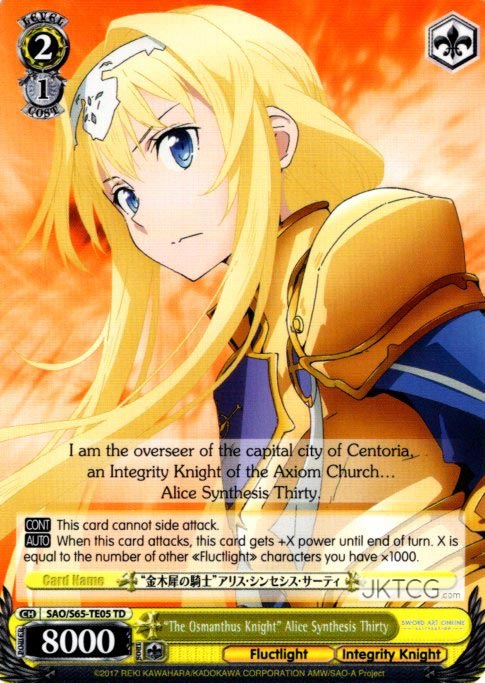 LEVEL
2
1
COST
I am the overseer of the capital city of Centoria,
an Integrity Knight of the Axiom Church…
Alice Synthesis Thirty.
CONT This card cannot side attack.
AUTO When this card attacks, this card gets +X power until end of turn. X is
equal to the number of other «Fluctlight» characters you have ×1000.
Card Name
“金木犀の騎士”アリス・シンセシス・サーティ
JKTCG.com
CH SAO/S65-TE05 TD
POWER
8000
SOUL
"The Osmanthus Knight" Alice Synthesis Thirty
SWORD ART ONLINE
Fluctlight
Integrity Knight
©2017 REKI KAWAHARA/KADOKAWA CORPORATION AMW/SAO-A Project